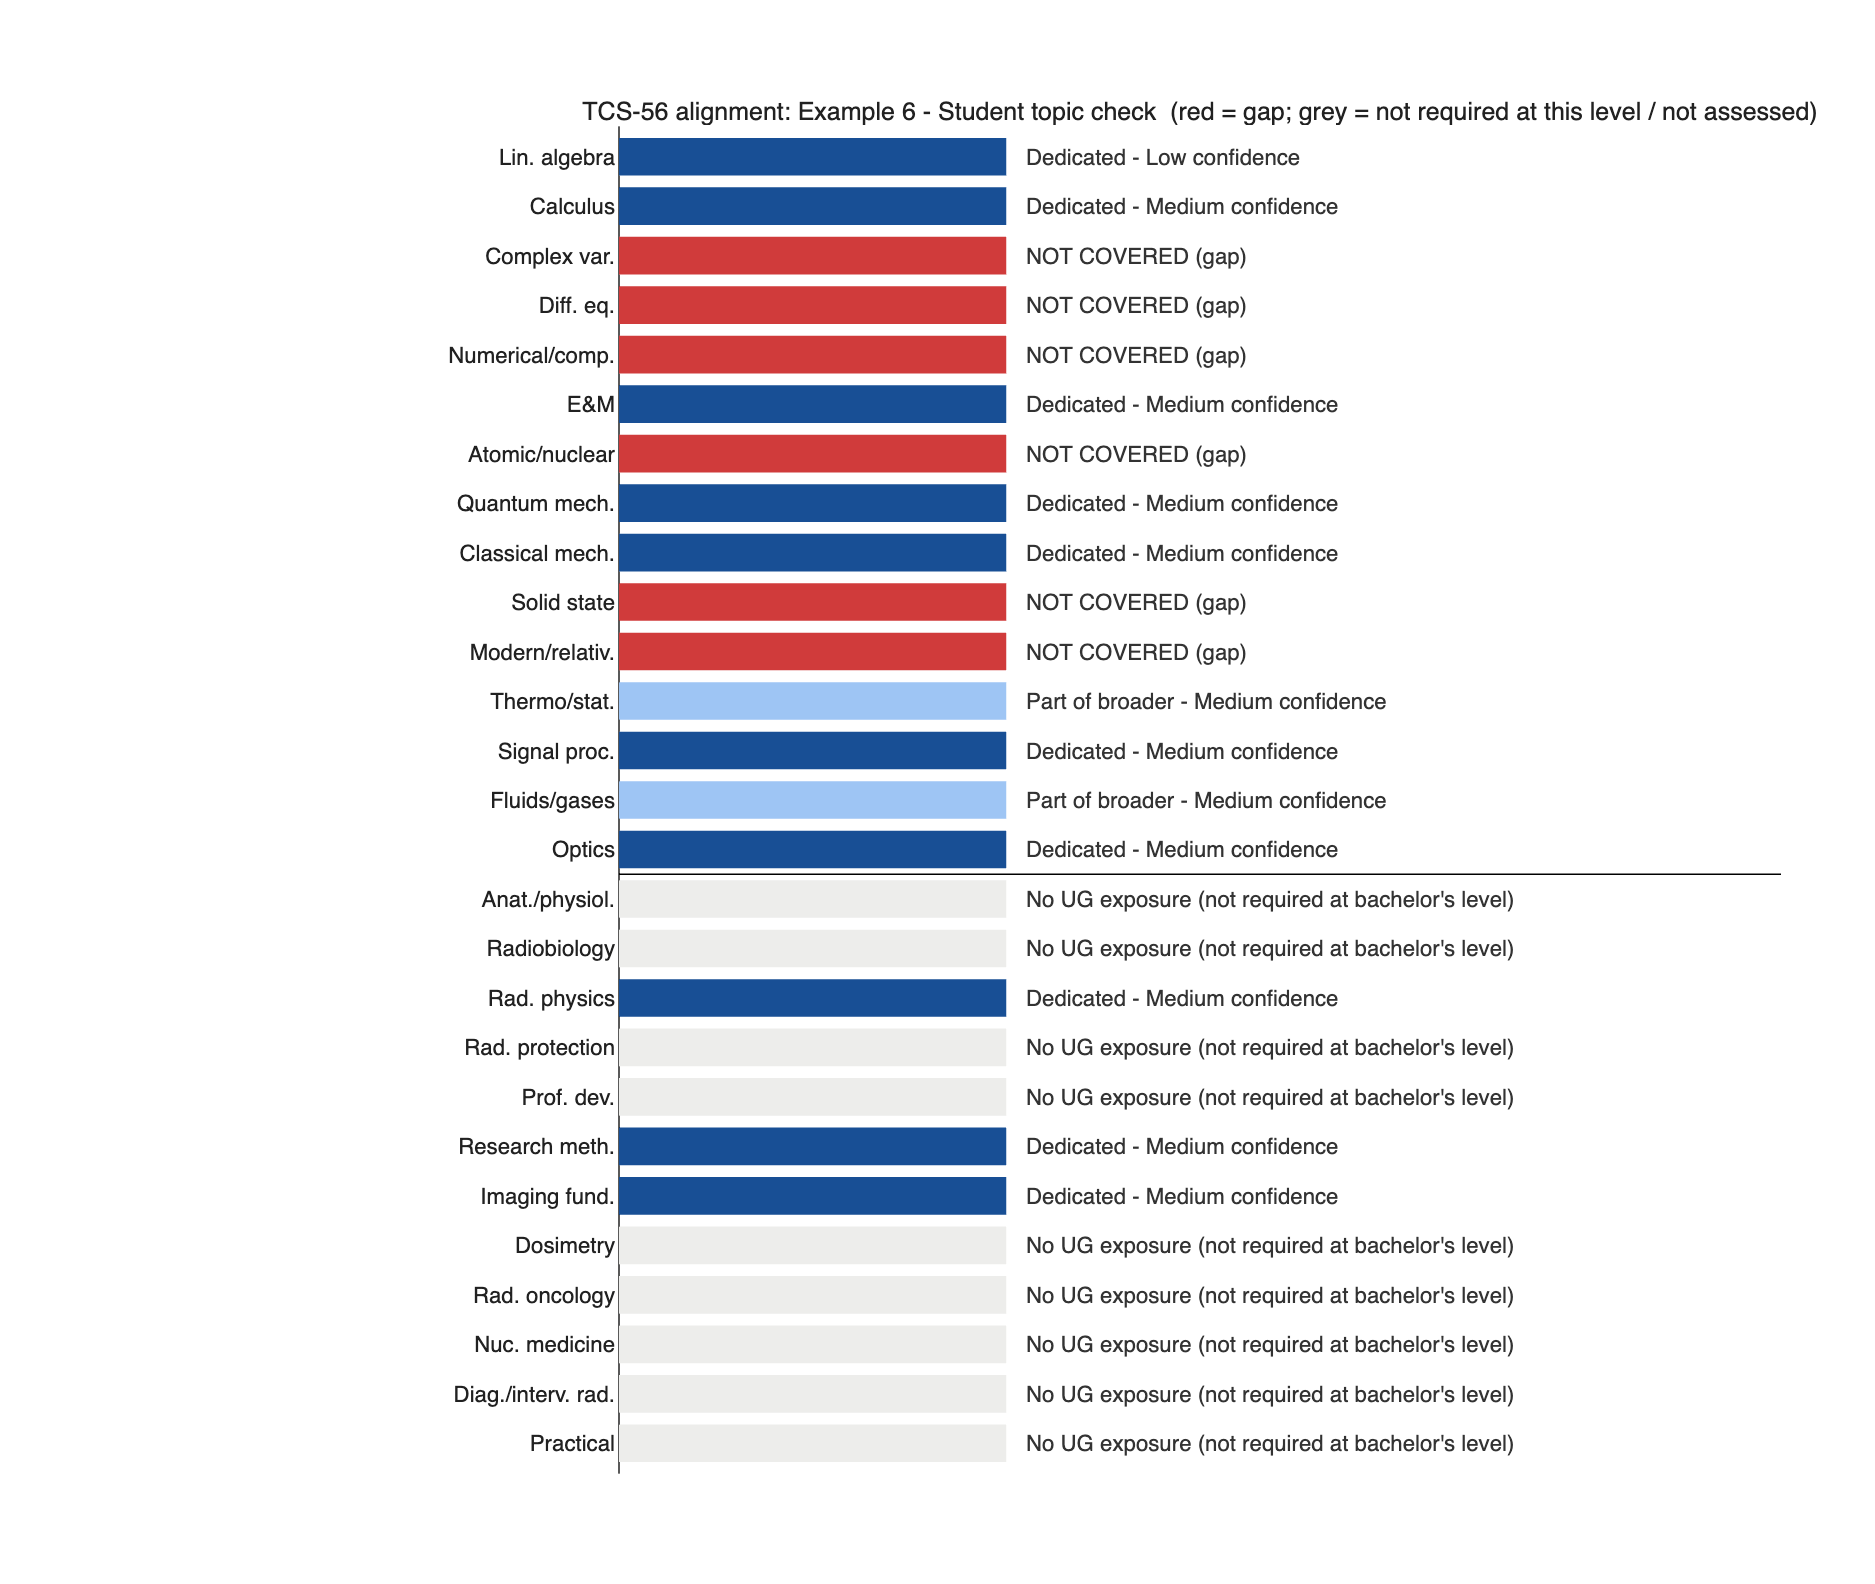 TCS-56 alignment: Example 6 - Student topic check  (red = gap; grey = not required at this level / not assessed)
Lin. algebra Dedicated - Low confidence
Calculus Dedicated - Medium confidence
Complex var. NOT COVERED (gap)
Diff. eq. NOT COVERED (gap)
Numerical/comp. NOT COVERED (gap)
E&M Dedicated - Medium confidence
Atomic/nuclear NOT COVERED (gap)
Quantum mech. Dedicated - Medium confidence
Classical mech. Dedicated - Medium confidence
Solid state NOT COVERED (gap)
Modern/relativ. NOT COVERED (gap)
Thermo/stat. Part of broader - Medium confidence
Signal proc. Dedicated - Medium confidence
Fluids/gases Part of broader - Medium confidence
Optics Dedicated - Medium confidence
Anat./physiol. No UG exposure (not required at bachelor's level)
Radiobiology No UG exposure (not required at bachelor's level)
Rad. physics Dedicated - Medium confidence
Rad. protection No UG exposure (not required at bachelor's level)
Prof. dev. No UG exposure (not required at bachelor's level)
Research meth. Dedicated - Medium confidence
Imaging fund. Dedicated - Medium confidence
Dosimetry No UG exposure (not required at bachelor's level)
Rad. oncology No UG exposure (not required at bachelor's level)
Nuc. medicine No UG exposure (not required at bachelor's level)
Diag./interv. rad. No UG exposure (not required at bachelor's level)
Practical No UG exposure (not required at bachelor's level)